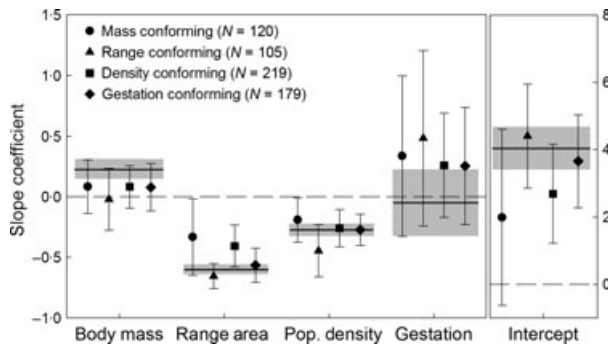 1·5
Mass conforming (N = 120)
Range conforming (N = 105)
Density conforming (N = 219)
Gestation conforming (N = 179)
1·0
0·5
0·0
−0·5
−1·0
Slope coefficient
8
6
4
2
0
Body mass Range area Pop. density Gestation Intercept